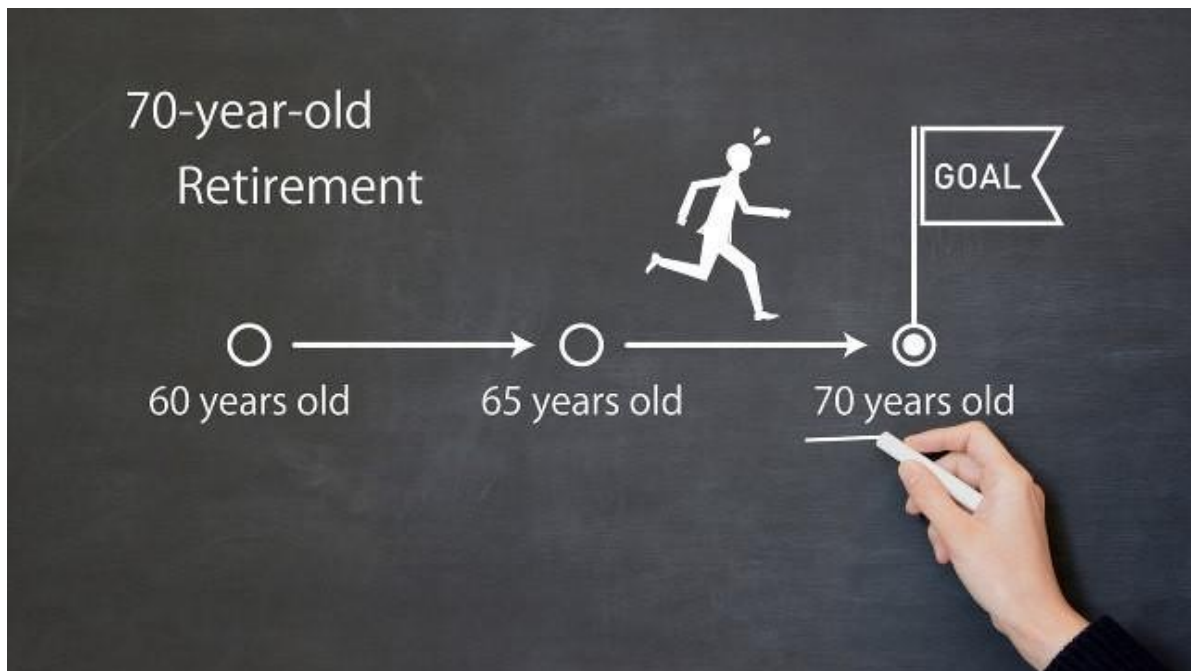 70-year-old
Retirement
GOAL
60 years old
65 years old
70 years old